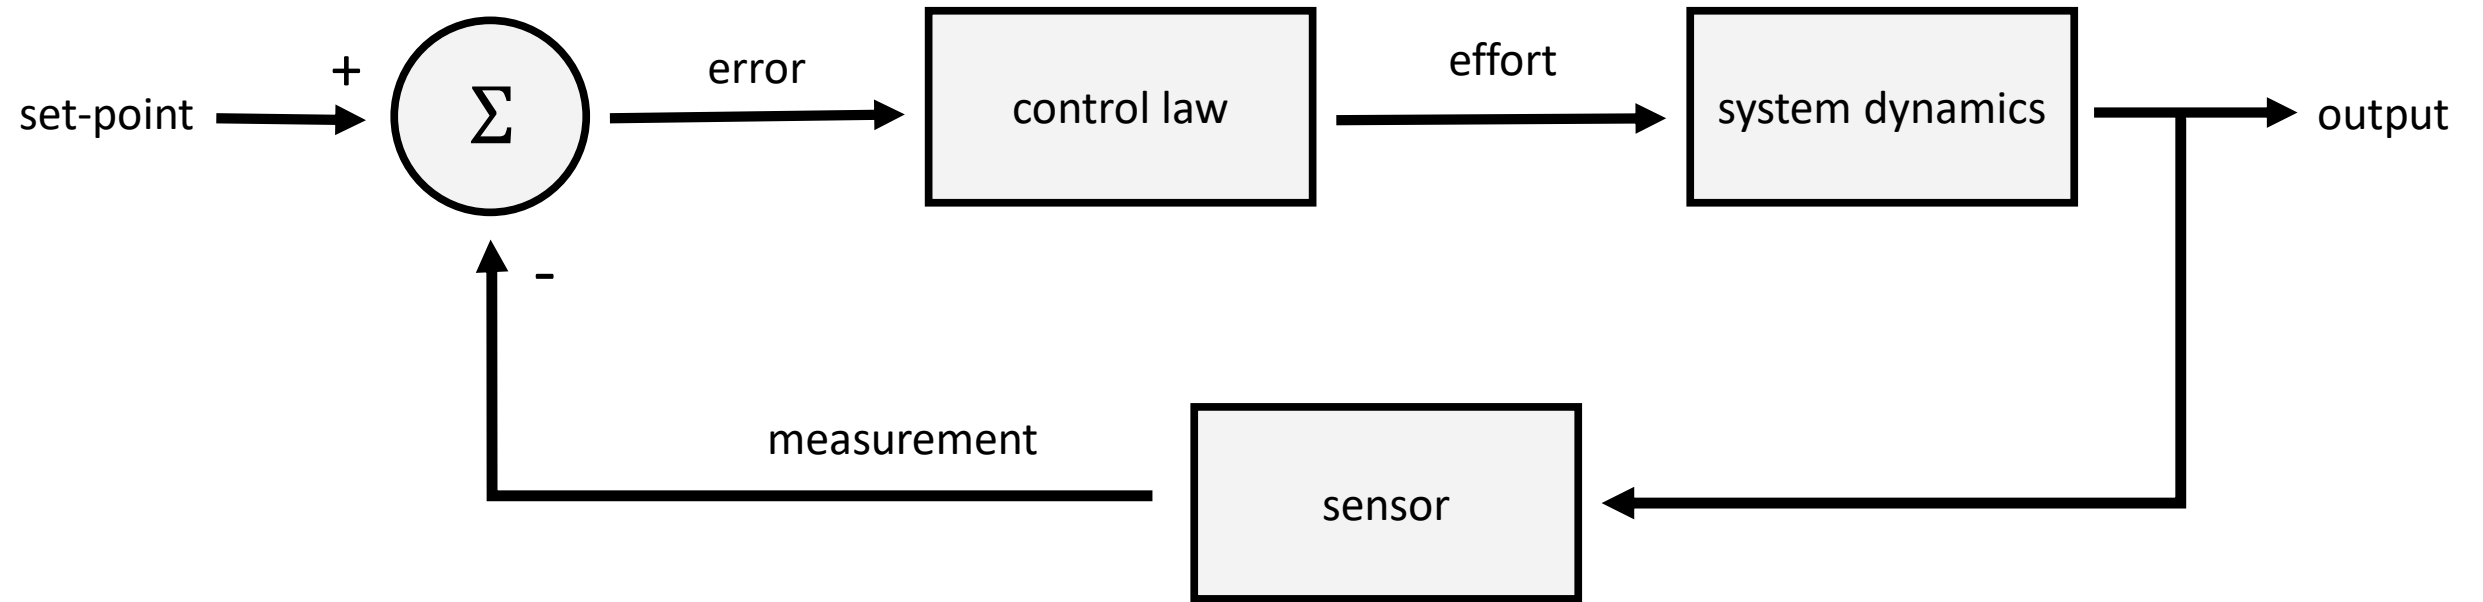 set-point
+
Σ
error
control law
effort
system dynamics
output
-
measurement
sensor